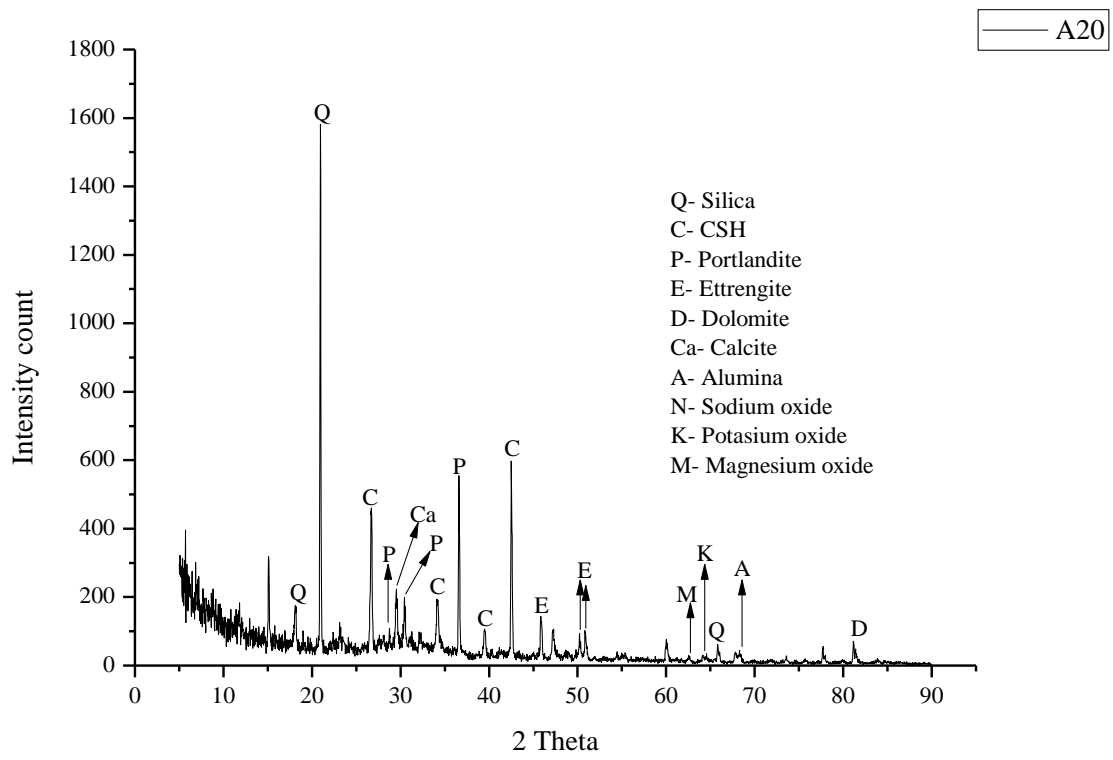 A20
1800
1600
1400
1200
1000
800
600
400
200
0
Intensity count
0 10 20 30 40 50 60 70 80 90
2 Theta
Q
Q
C
P
Ca
P
C
P
C
C
E
E
M
K
Q
A
D
Q- Silica
C- CSH
P- Portlandite
E- Ettrengite
D- Dolomite
Ca- Calcite
A- Alumina
N- Sodium oxide
K- Potasium oxide
M- Magnesium oxide